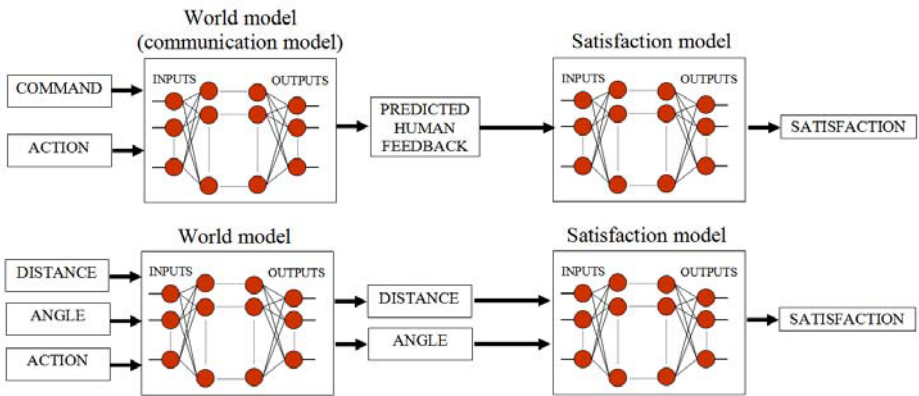 World model
(communication model)
Satisfaction model
COMMAND
ACTION
INPUTS
OUTPUTS
PREDICTED
HUMAN
FEEDBACK
INPUTS
OUTPUTS
SATISFACTION
World model
Satisfaction model
DISTANCE
ANGLE
ACTION
INPUTS
OUTPUTS
DISTANCE
ANGLE
INPUTS
OUTPUTS
SATISFACTION